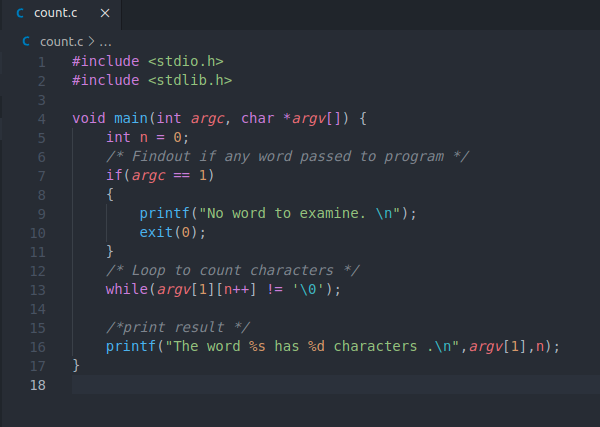 C count.c ×
C count.c > ...
1 #include <stdio.h>
2 #include <stdlib.h>
3
4 void main(int argc, char *argv[]) {
5     int n = 0;
6     /* Findout if any word passed to program */
7     if(argc == 1)
8     {
9         printf("No word to examine. \n");
10         exit(0);
11     }
12     /* Loop to count characters */
13     while(argv[1][n++] != '\0');
14
15     /*print result */
16     printf("The word %s has %d characters .\n",argv[1],n);
17 }
18